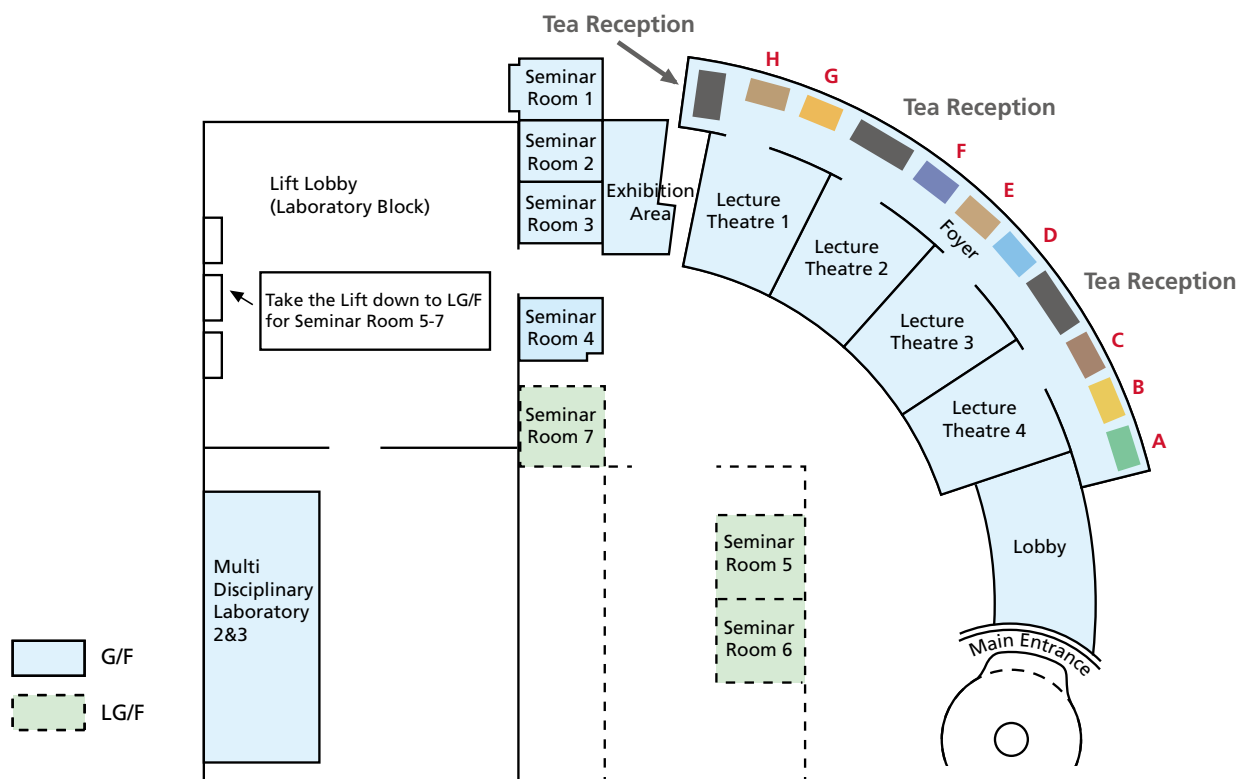 Tea Reception
H
G
Tea Reception
F
E
D
Tea Reception
C
B
A
Seminar
Room 1
Seminar
Room 2
Seminar
Room 3
Exhibition
Area
Lift Lobby
(Laboratory Block)
Take the Lift down to LG/F
for Seminar Room 5-7
Seminar
Room 4
Seminar
Room 7
Lecture
Theatre 1
Lecture
Theatre 2
Foyer
Lecture
Theatre 3
Lecture
Theatre 4
Lobby
Seminar
Room 5
Seminar
Room 6
Main Entrance
Multi
Disciplinary
Laboratory
2&3
G/F
LG/F